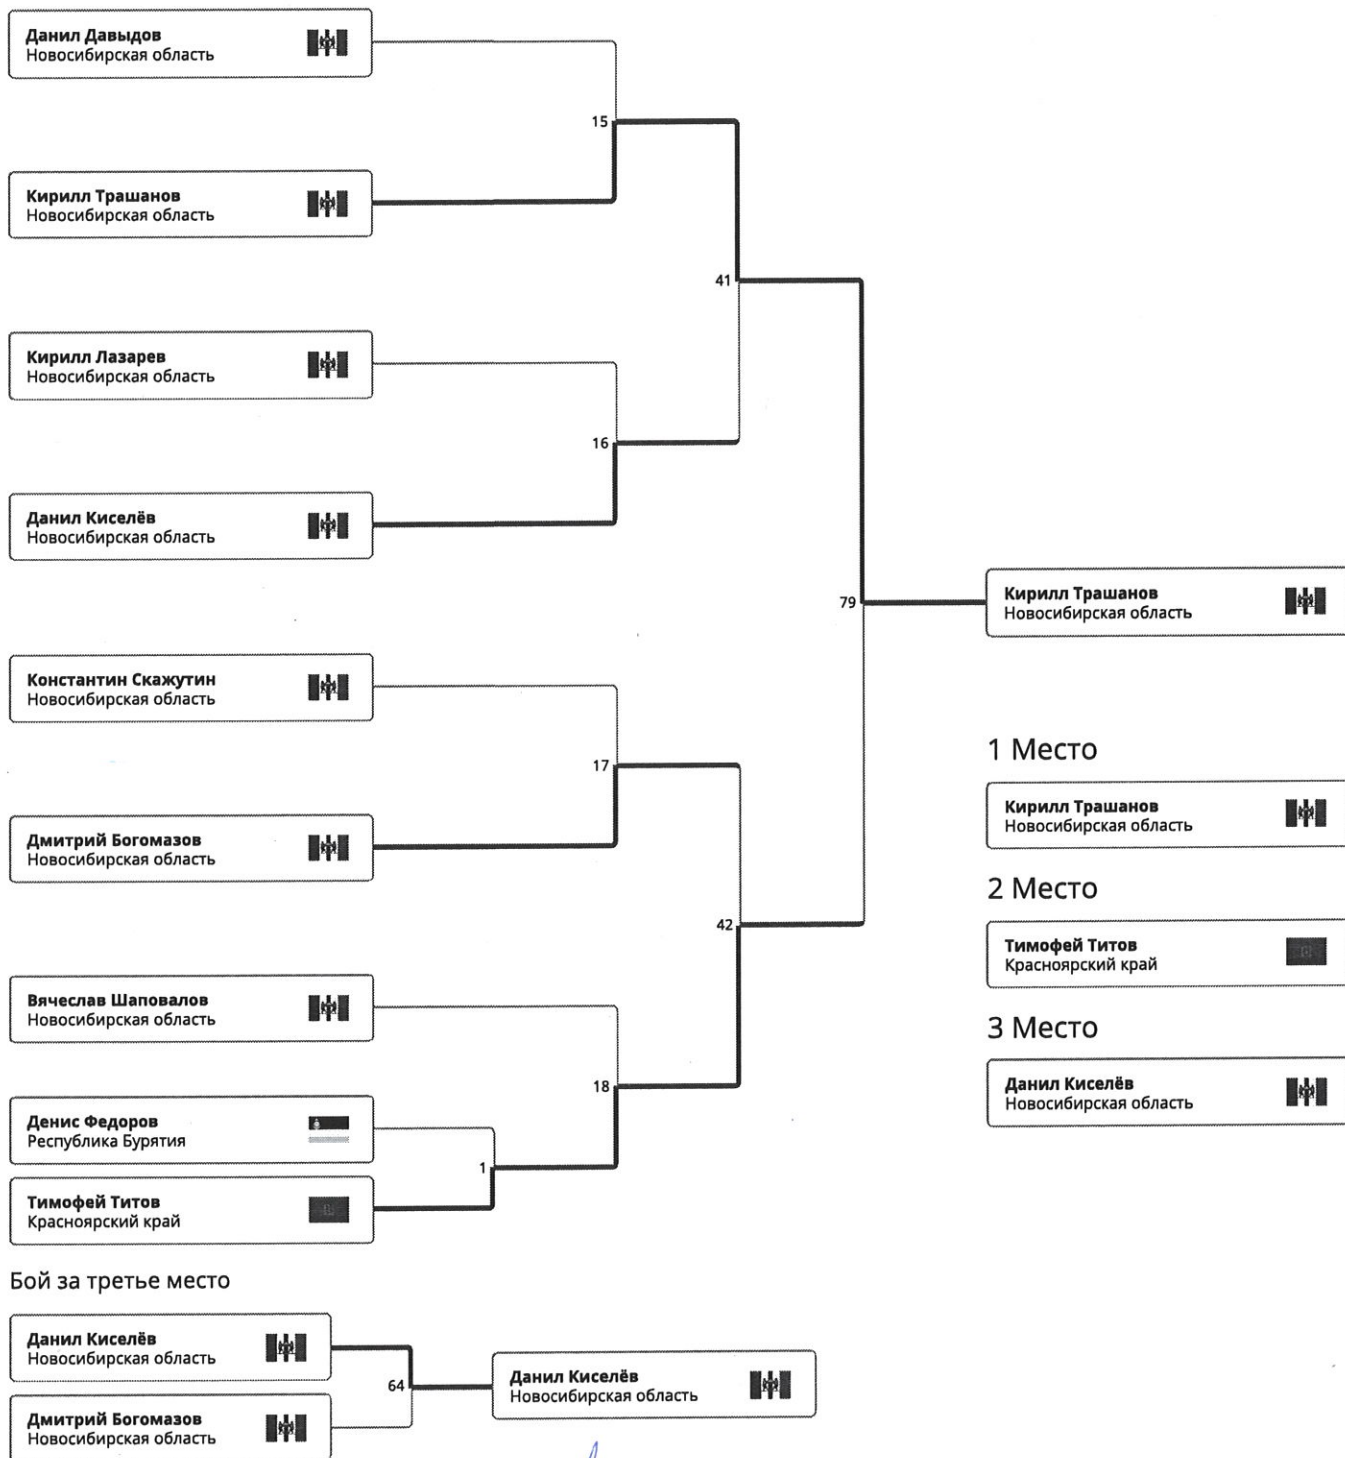 Данил Давыдов
Новосибирская область
15
Кирилл Трашанов
Новосибирская область
41
Кирилл Лазарев
Новосибирская область
16
Данил Киселёв
Новосибирская область
79
Кирилл Трашанов
Новосибирская область
Константин Скажутин
Новосибирская область
17
Дмитрий Богомазов
Новосибирская область
42
Вячеслав Шаповалов
Новосибирская область
18
Денис Федоров
Республика Бурятия
1
Тимофей Титов
Красноярский край
1 Место
Кирилл Трашанов
Новосибирская область
2 Место
Тимофей Титов
Красноярский край
3 Место
Данил Киселёв
Новосибирская область
Бой за третье место
Данил Киселёв
Новосибирская область
64
Данил Киселёв
Новосибирская область
Дмитрий Богомазов
Новосибирская область